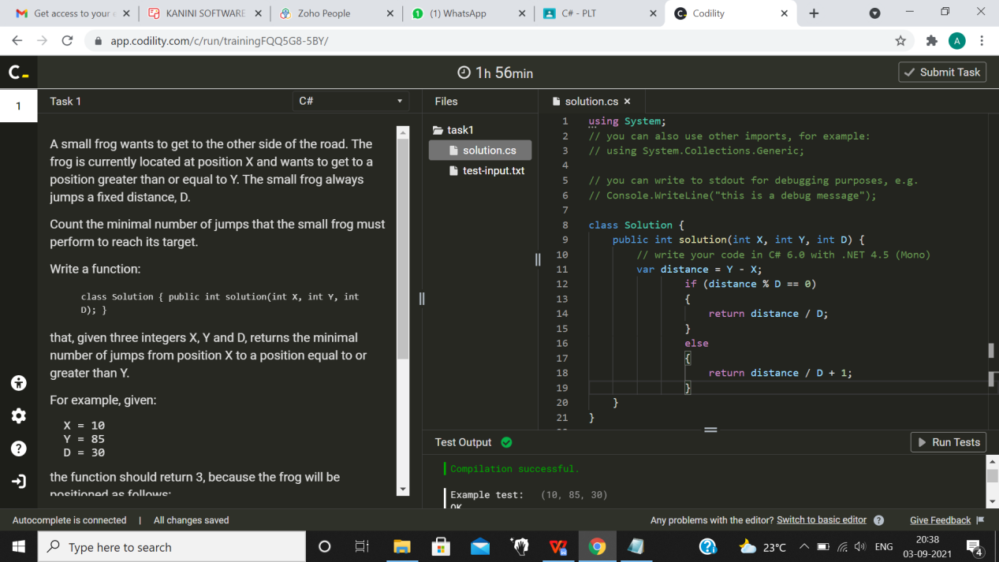 Get access to your
KANINI SOFTWARE
Zoho People
(1) WhatsApp
C# - PLT
Codility
app.codility.com/c/run/trainingFQQ5G8-5BY/
A
C
1h 56min
Submit Task
1
Task 1
C#
Files
solution.cs
task1
solution.cs
test-input.txt
A small frog wants to get to the other side of the road. The
frog is currently located at position X and wants to get to a
position greater than or equal to Y. The small frog always
jumps a fixed distance, D.
Count the minimal number of jumps that the small frog must
perform to reach its target.
Write a function:
class Solution { public int solution(int X, int Y, int
D); }
that, given three integers X, Y and D, returns the minimal
number of jumps from position X to a position equal to or
greater than Y.
For example, given:
X = 10
Y = 85
D = 30
the function should return 3, because the frog will be
positioned as follows:
1 using System;
2 // you can also use other imports, for example:
3 // using System.Collections.Generic;
4
5 // you can write to stdout for debugging purposes, e.g.
6 // Console.WriteLine("this is a debug message");
7
8 class Solution {
9 public int solution(int X, int Y, int D) {
10 // write your code in C# 6.0 with .NET 4.5 (Mono)
11 var distance = Y - X;
12 if (distance % D == 0)
13 {
14 return distance / D;
15 }
16 else
17 {
18 return distance / D + 1;
19 }
20 }
21 }
Test Output
Run Tests
Compilation successful.
Example test: (10, 85, 30)
OK
Autocomplete is connected | All changes saved
Any problems with the editor? Switch to basic editor ?
Give Feedback
Type here to search
23°C
ENG
20:38
03-09-2021
4